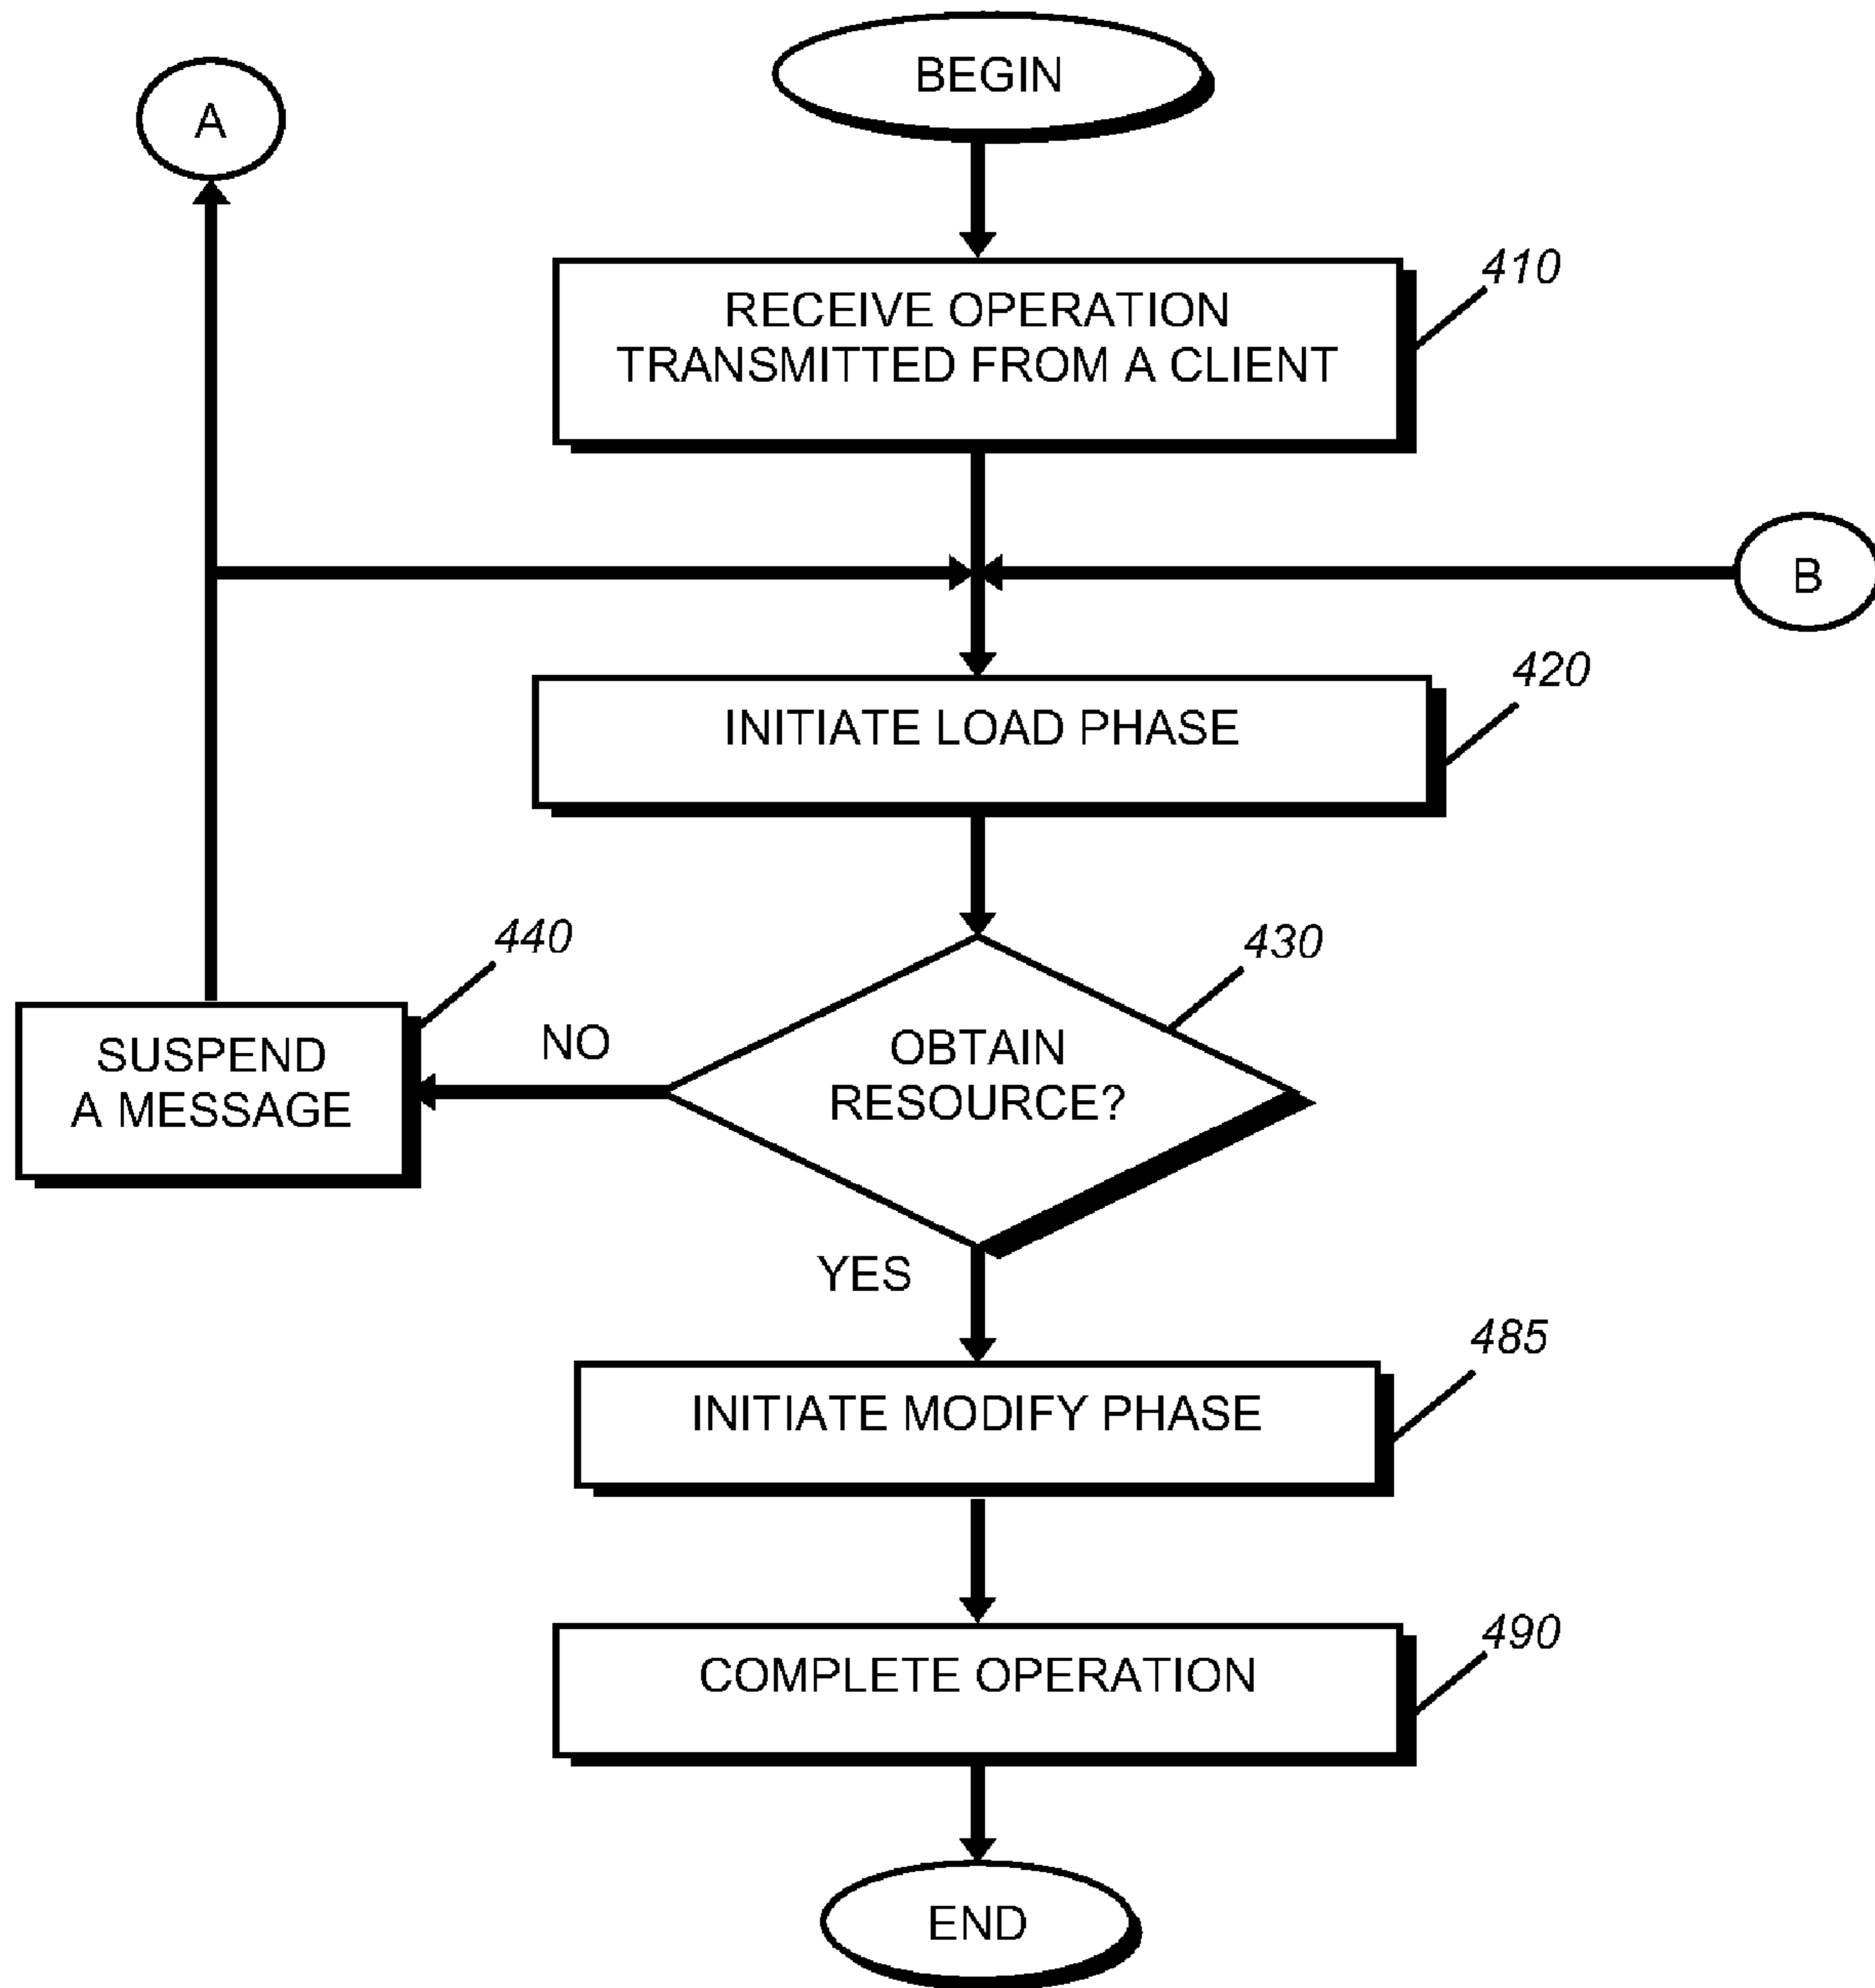 BEGIN
A
410
RECEIVE OPERATION
TRANSMITTED FROM A CLIENT
B
420
INITIATE LOAD PHASE
440
430
SUSPEND
A MESSAGE
NO
OBTAIN
RESOURCE?
YES
485
INITIATE MODIFY PHASE
490
COMPLETE OPERATION
END